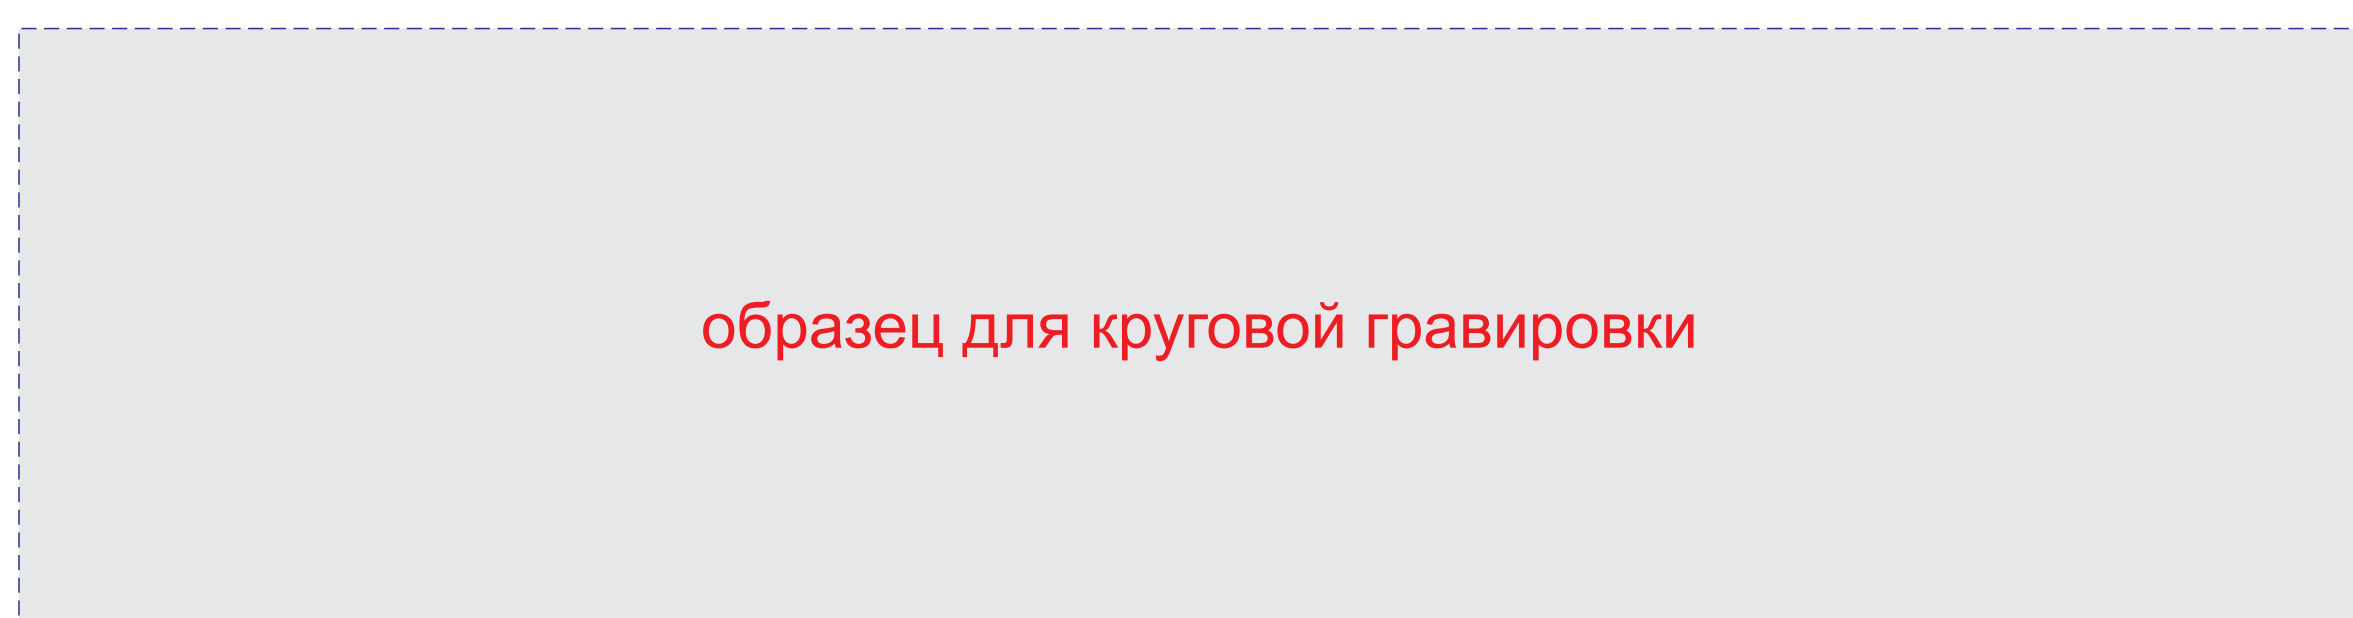 образец для круговой гравировки